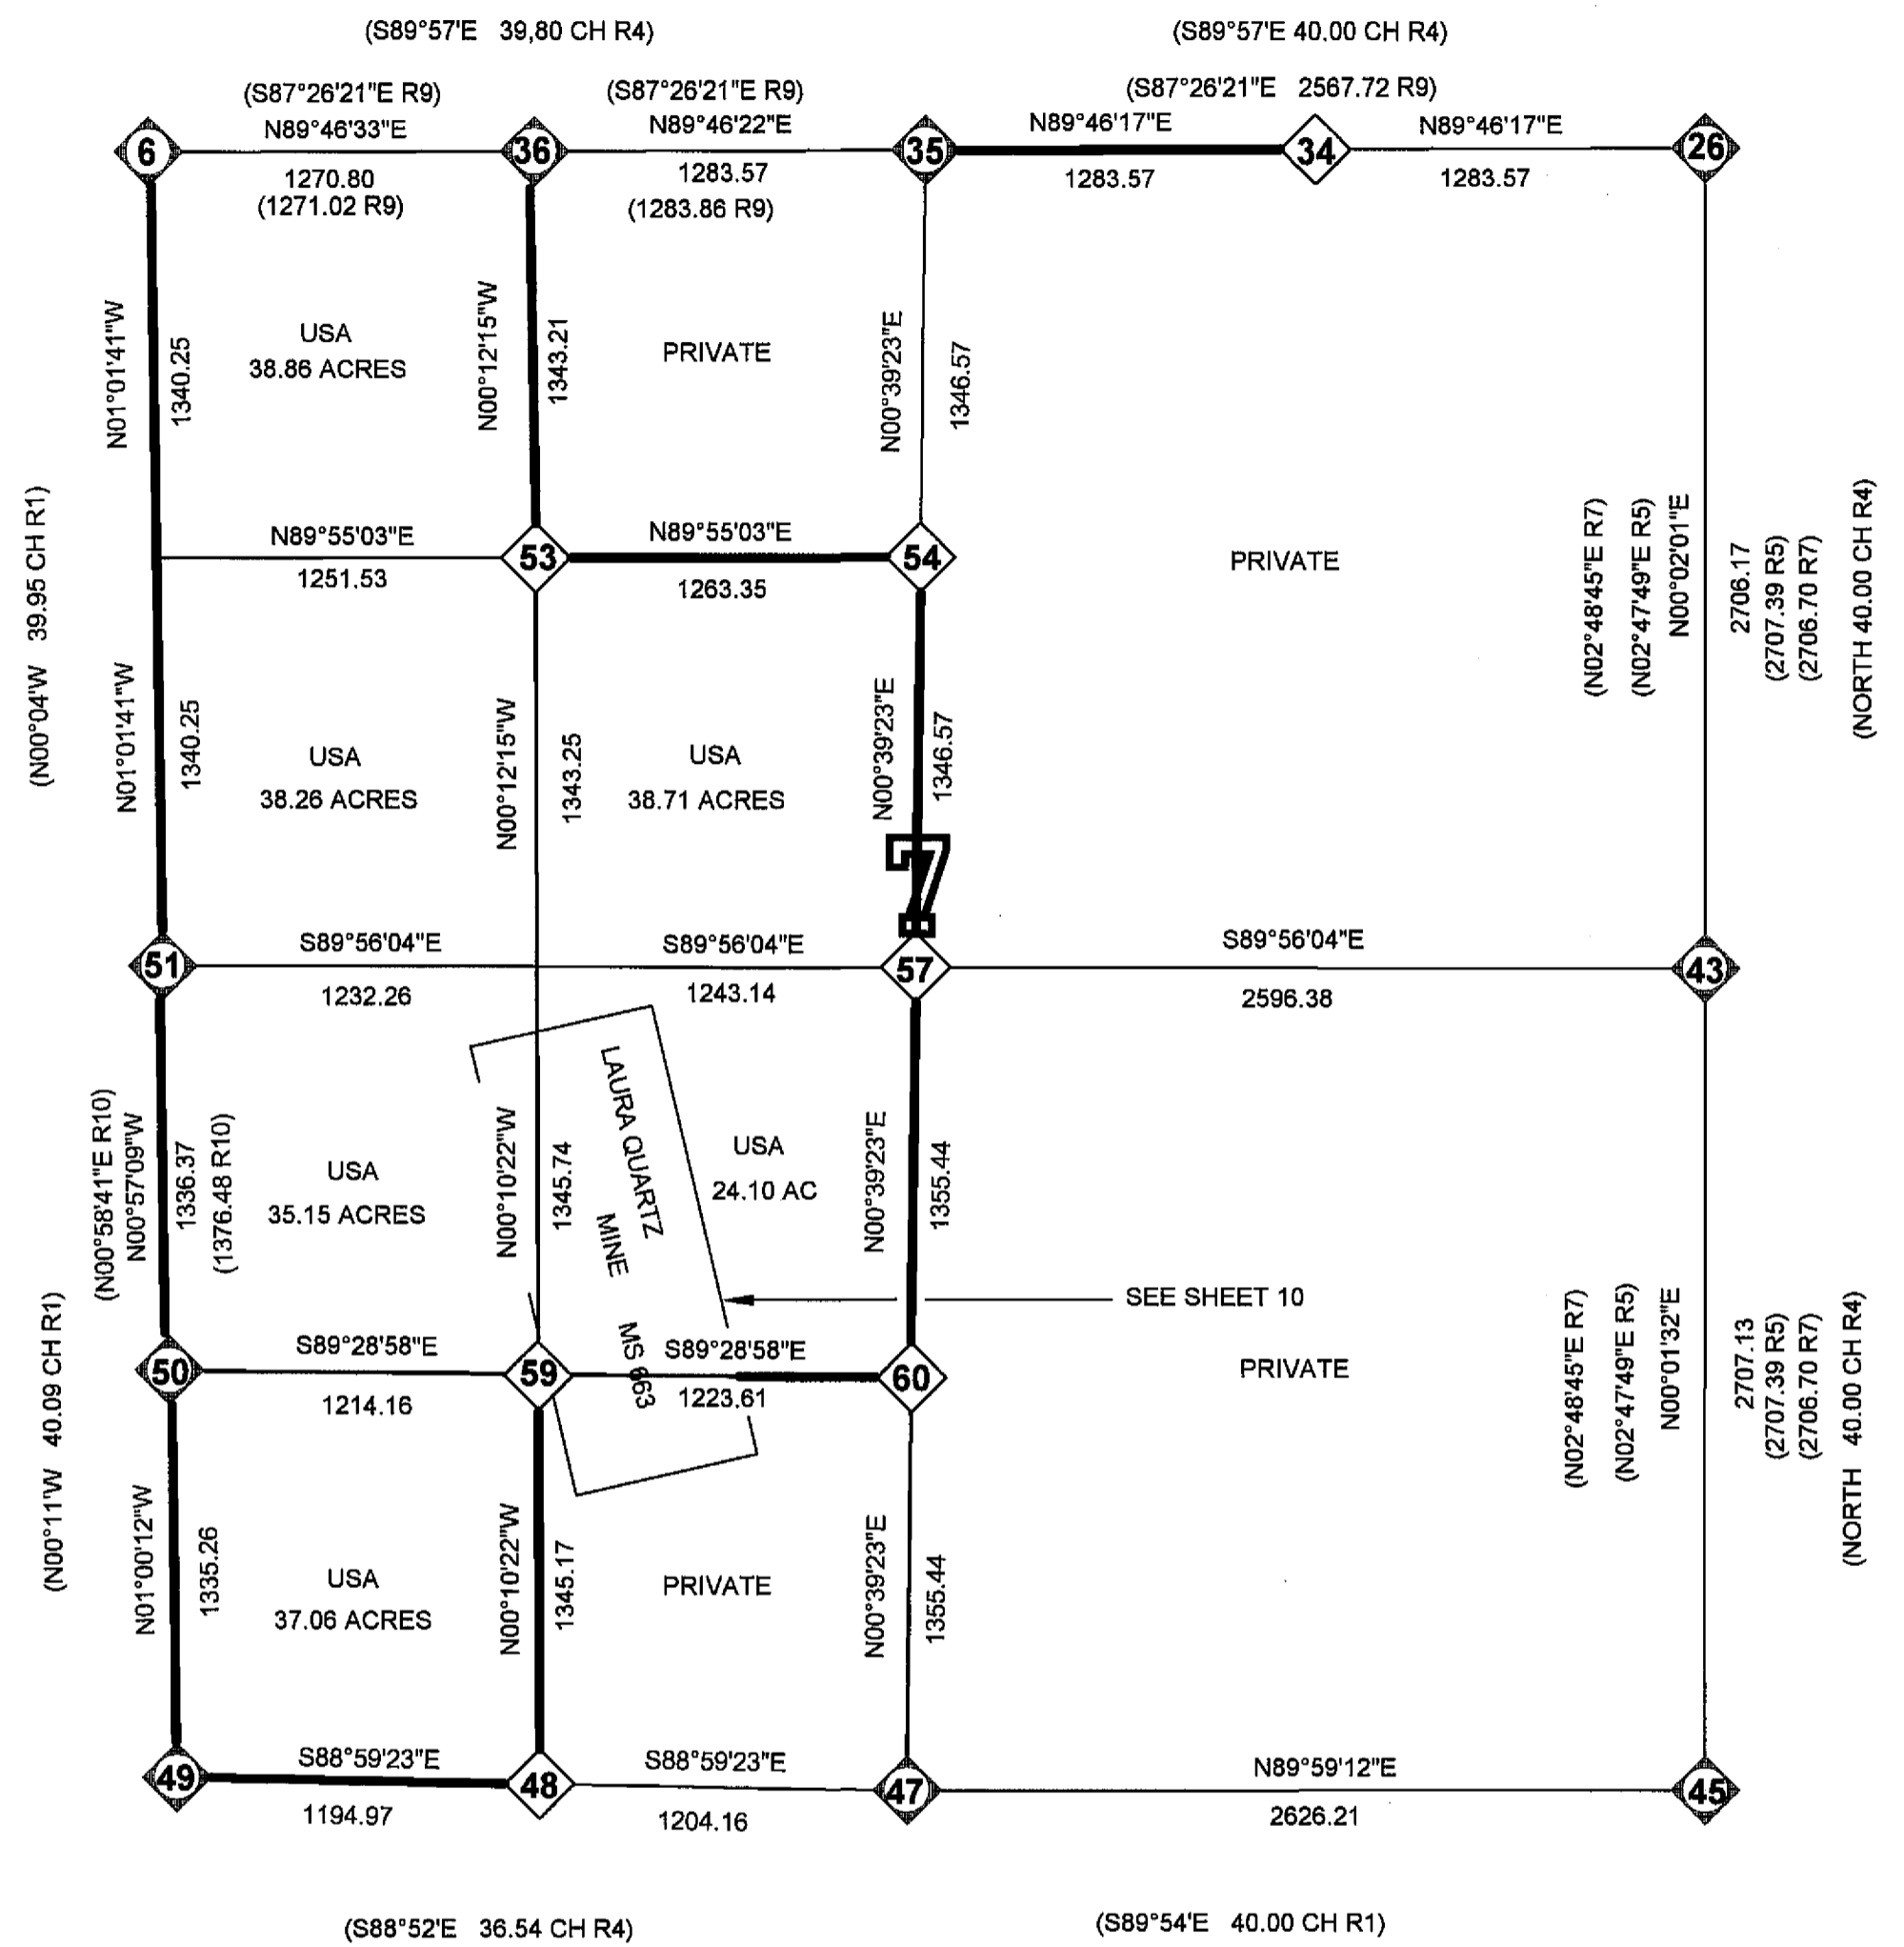 (S89°57'E 39,80 CH R4)
(S89°57'E 40.00 CH R4)
(S87°26'21"E R9)
(S87°26'21"E R9)
(S87°26'21"E 2567.72 R9)
N89°46'33"E
N89°46'22"E
N89°46'17"E
N89°46'17"E
6
36
35
34
26
1270.80
1283.57
1283.57
1283.57
(1271.02 R9)
(1283.86 R9)
N01°01'41"W
1340.25
USA
38.86 ACRES
N00°12'15"W
1343.21
PRIVATE
N00°39'23"E
1346.57
(N00°04'W 39.95 CH R1)
N89°55'03"E
53
N89°55'03"E
54
1251.53
1263.35
PRIVATE
(N02°48'45"E R7)
(N02°47'49"E R5)
N00°02'01"E
2706.17
(2707.39 R5)
(2706.70 R7)
(NORTH 40.00 CH R4)
N01°01'41"W
1340.25
USA
38.26 ACRES
N00°12'15"W
1343.25
USA
38.71 ACRES
N00°39'23"E
1346.57
S89°56'04"E
S89°56'04"E
S89°56'04"E
51
57
43
1232.26
1243.14
2596.38
(N00°58'41"E R10)
N00°57'09"W
1336.37
(1376.48 R10)
USA
35.15 ACRES
N00°10'22"W
1345.74
LAURA QUARTZ
MINE MS 663
USA
24.10 AC
N00°39'23"E
1355.44
SEE SHEET 10
S89°28'58"E
S89°28'58"E
50
59
60
1214.16
1223.61
PRIVATE
(N02°48'45"E R7)
(N02°47'49"E R5)
N00°01'32"E
2707.13
(2707.39 R5)
(2706.70 R7)
(NORTH 40.00 CH R4)
(N00°11'W 40.09 CH R1)
N01°00'12"W
1335.26
USA
37.06 ACRES
N00°10'22"W
1345.17
PRIVATE
N00°39'23"E
1355.44
S88°59'23"E
S88°59'23"E
N89°59'12"E
49
48
47
45
1194.97
1204.16
2626.21
(S88°52'E 36.54 CH R4)
(S89°54'E 40.00 CH R1)